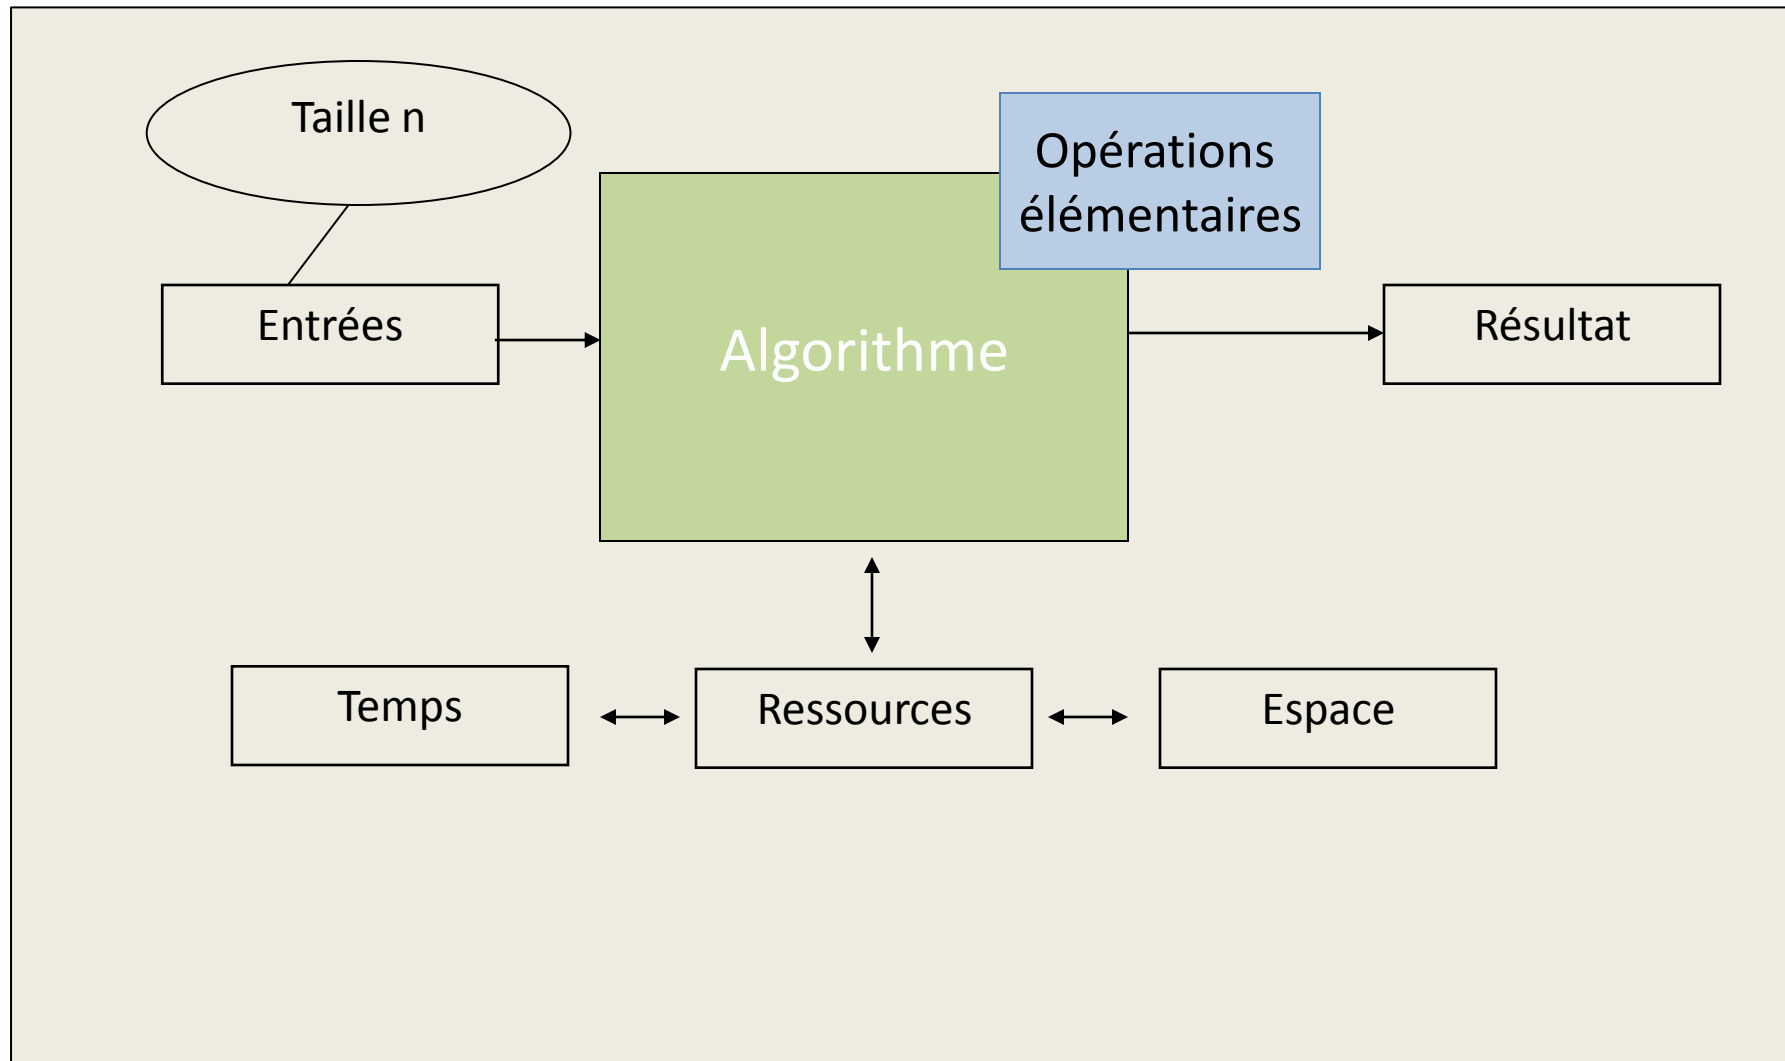 Taille n
Opérations
élémentaires
Entrées
Algorithme
Résultat
Temps
Ressources
Espace